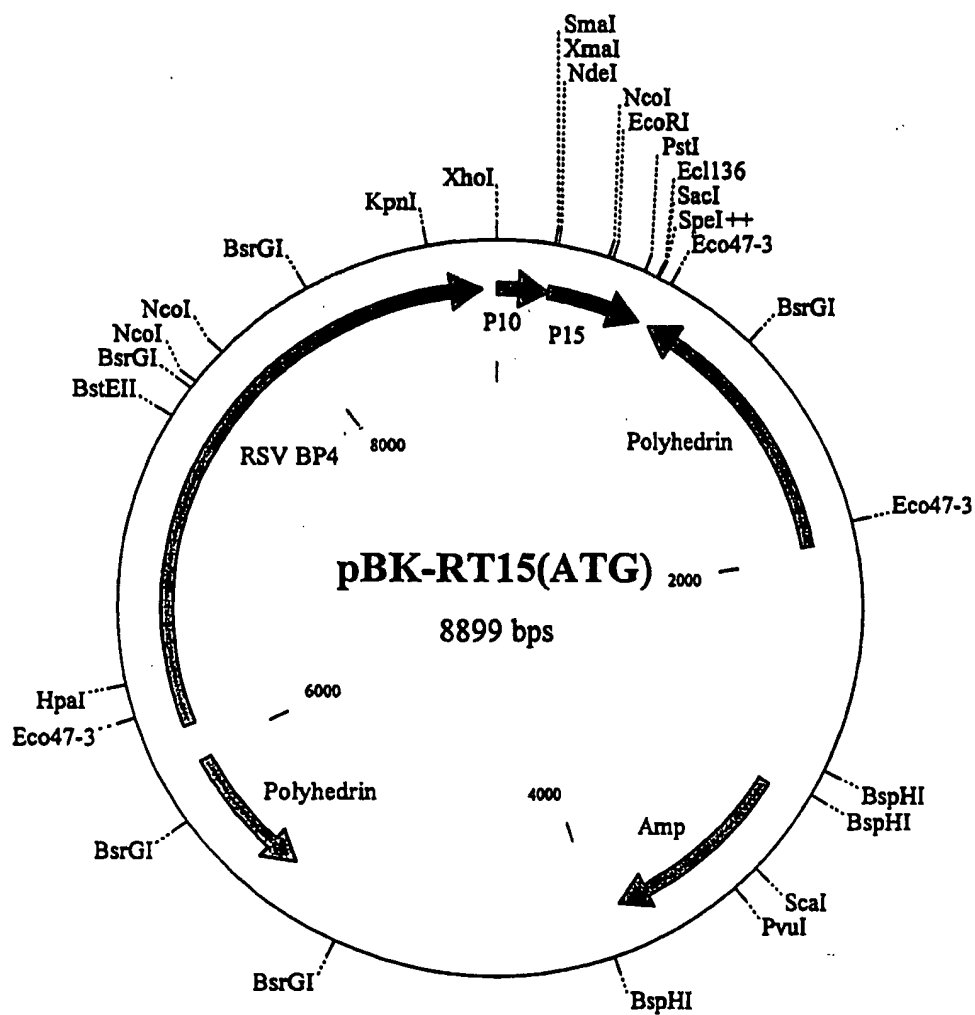 SmaI
XmaI
NdeI
NcoI
EcoRI
PstI
Ecl136
SacI
SpeI++
Eco47-3
XhoI
KpnI
BsrGI
NcoI
NcoI
BsrGI
BstEII
BsrGI
P10
P15
Polyhedrin
RSV BP4
8000
Eco47-3
pBK-RT15(ATG)
2000
8899 bps
HpaI
Eco47-3
6000
Polyhedrin
4000
Amp
BspHI
BspHI
BsrGI
ScaI
PvuI
BsrGI
BspHI